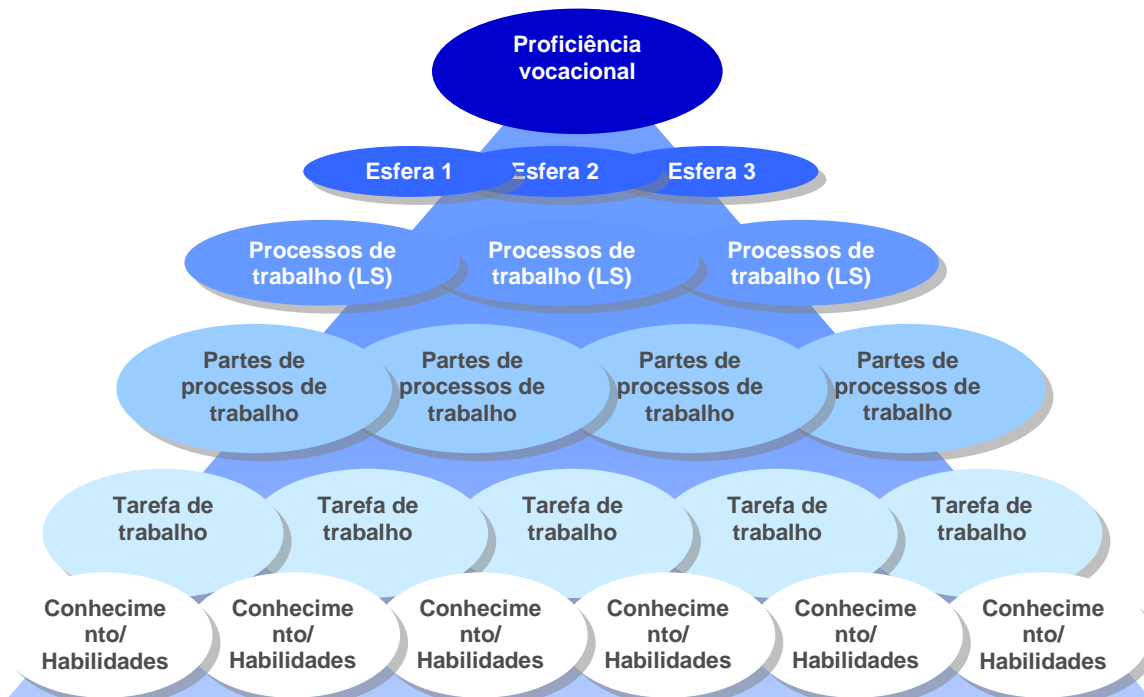 Proficiência
vocacional
Esfera 1
Esfera 2
Esfera 3
Processos de
trabalho (LS)
Processos de
trabalho (LS)
Processos de
trabalho (LS)
Partes de
processos de
trabalho
Partes de
processos de
trabalho
Partes de
processos de
trabalho
Partes de
processos de
trabalho
Tarefa de
trabalho
Tarefa de
trabalho
Tarefa de
trabalho
Tarefa de
trabalho
Tarefa de
trabalho
Conhecime
nto/
Habilidades
Conhecime
nto/
Habilidades
Conhecime
nto/
Habilidades
Conhecime
nto/
Habilidades
Conhecime
nto/
Habilidades
Conhecime
nto/
Habilidades